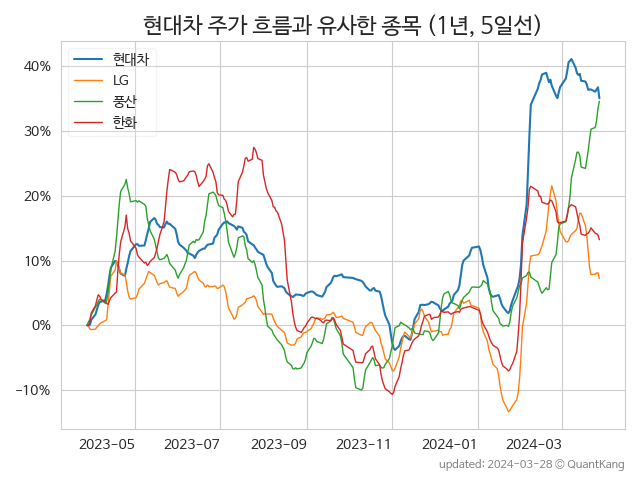 현대차 주가 흐름과 유사한 종목 (1년, 5일선)
현대차
LG
풍산
한화
40%
30%
20%
10%
0%
−10%
2023-05
2023-07
2023-09
2023-11
2024-01
2024-03
updated: 2024-03-28 ⓒ QuantKang